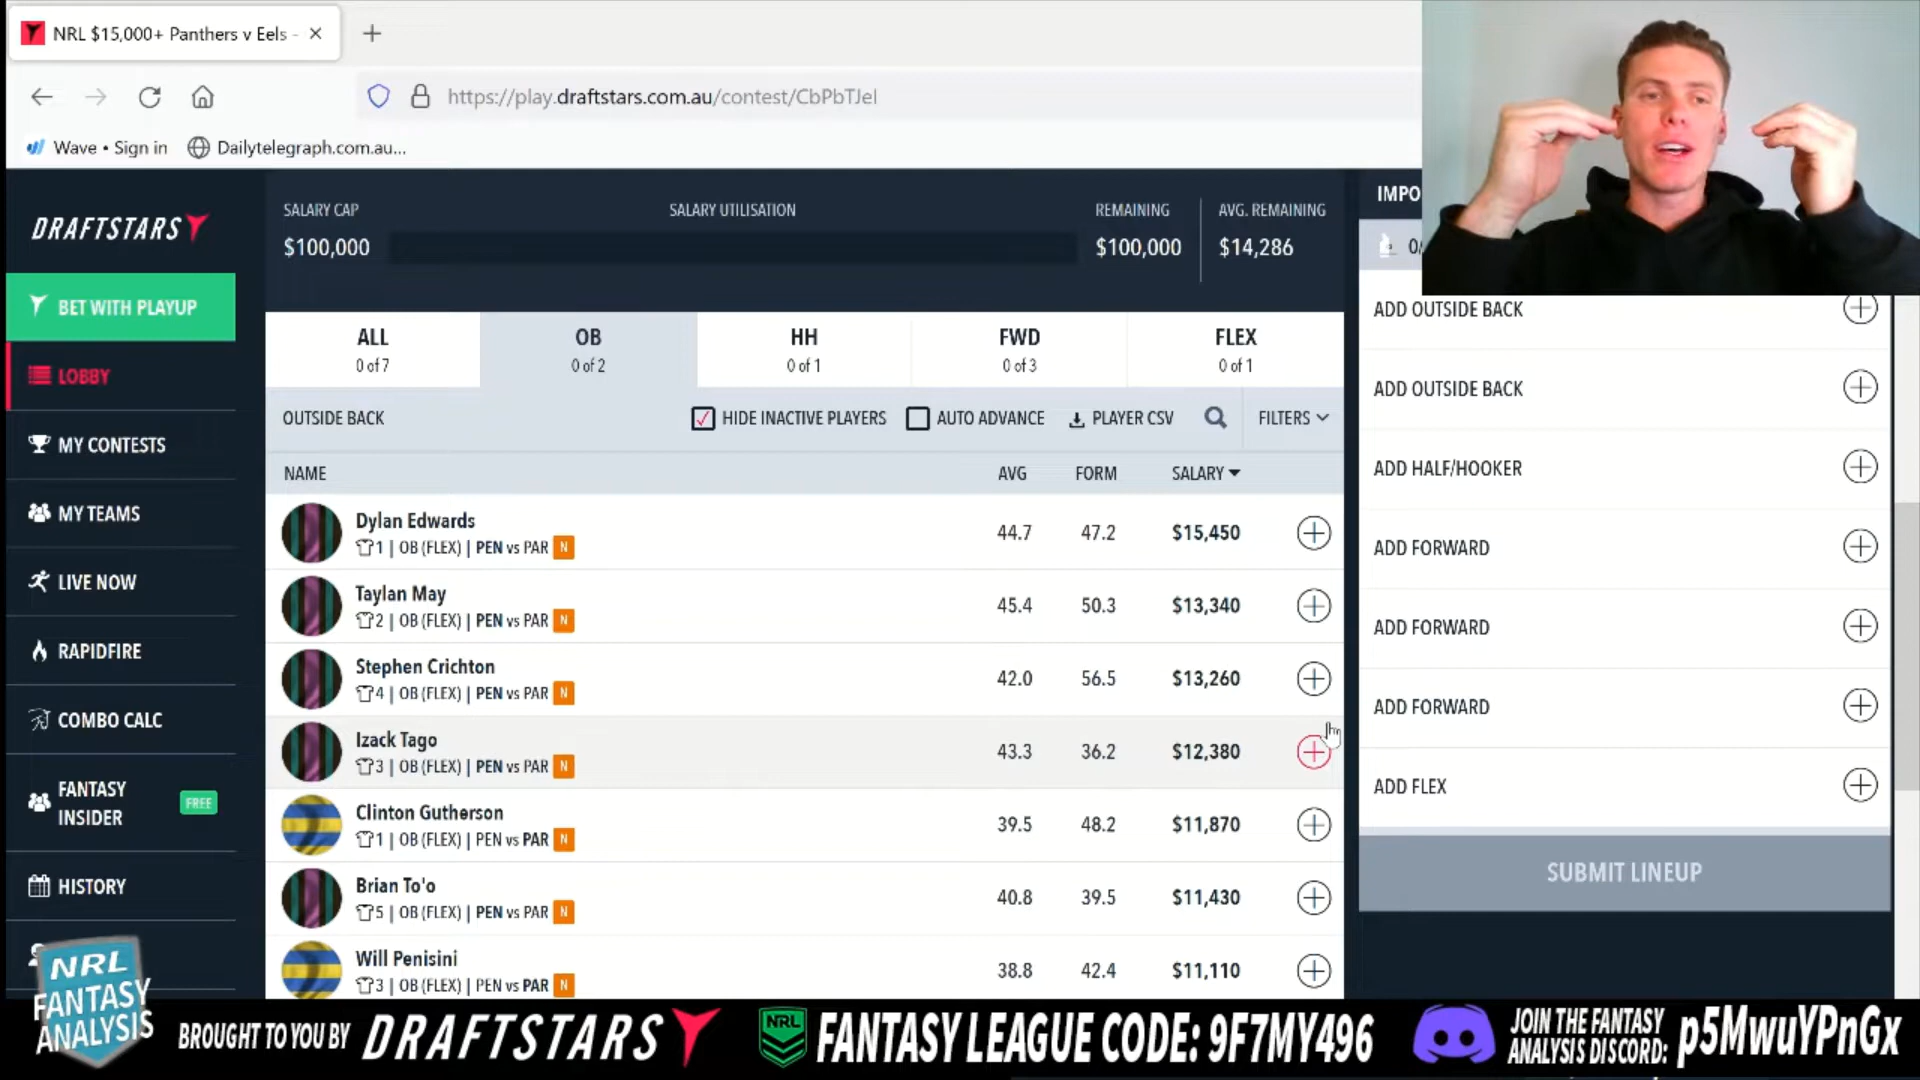 NRL $15,000+ Panthers v Eels -
https://play.draftstars.com.au/contest/CbPbTJeI
Wave • Sign in
Dailytelegraph.com.au...
DRAFTSTARS
BET WITH PLAYUP
LOBBY
MY CONTESTS
MY TEAMS
LIVE NOW
RAPIDFIRE
COMBO CALC
FANTASY
INSIDER
FREE
HISTORY
SALARY CAP
$100,000
SALARY UTILISATION
REMAINING
$100,000
AVG. REMAINING
$14,286
ALL
0 of 7
OB
0 of 2
HH
0 of 1
FWD
0 of 3
FLEX
0 of 1
OUTSIDE BACK
HIDE INACTIVE PLAYERS
AUTO ADVANCE
PLAYER CSV
FILTERS
NAME AVG FORM SALARY
Dylan Edwards
1 | OB (FLEX) | PEN vs PAR N
44.7 47.2 $15,450
Taylan May
2 | OB (FLEX) | PEN vs PAR N
45.4 50.3 $13,340
Stephen Crichton
4 | OB (FLEX) | PEN vs PAR N
42.0 56.5 $13,260
Izack Tago
3 | OB (FLEX) | PEN vs PAR N
43.3 36.2 $12,380
Clinton Gutherson
1 | OB (FLEX) | PEN vs PAR N
39.5 48.2 $11,870
Brian To'o
5 | OB (FLEX) | PEN vs PAR N
40.8 39.5 $11,430
Will Penisini
3 | OB (FLEX) | PEN vs PAR N
38.8 42.4 $11,110
IMPO
0/
ADD OUTSIDE BACK
ADD OUTSIDE BACK
ADD HALF/HOOKER
ADD FORWARD
ADD FORWARD
ADD FORWARD
ADD FLEX
SUBMIT LINEUP
NRL
FANTASY
ANALYSIS
BROUGHT TO YOU BY DRAFTSTARS
NRL
FANTASY LEAGUE CODE: 9F7MY496
JOIN THE FANTASY
ANALYSIS DISCORD:
p5MwuYPnGx